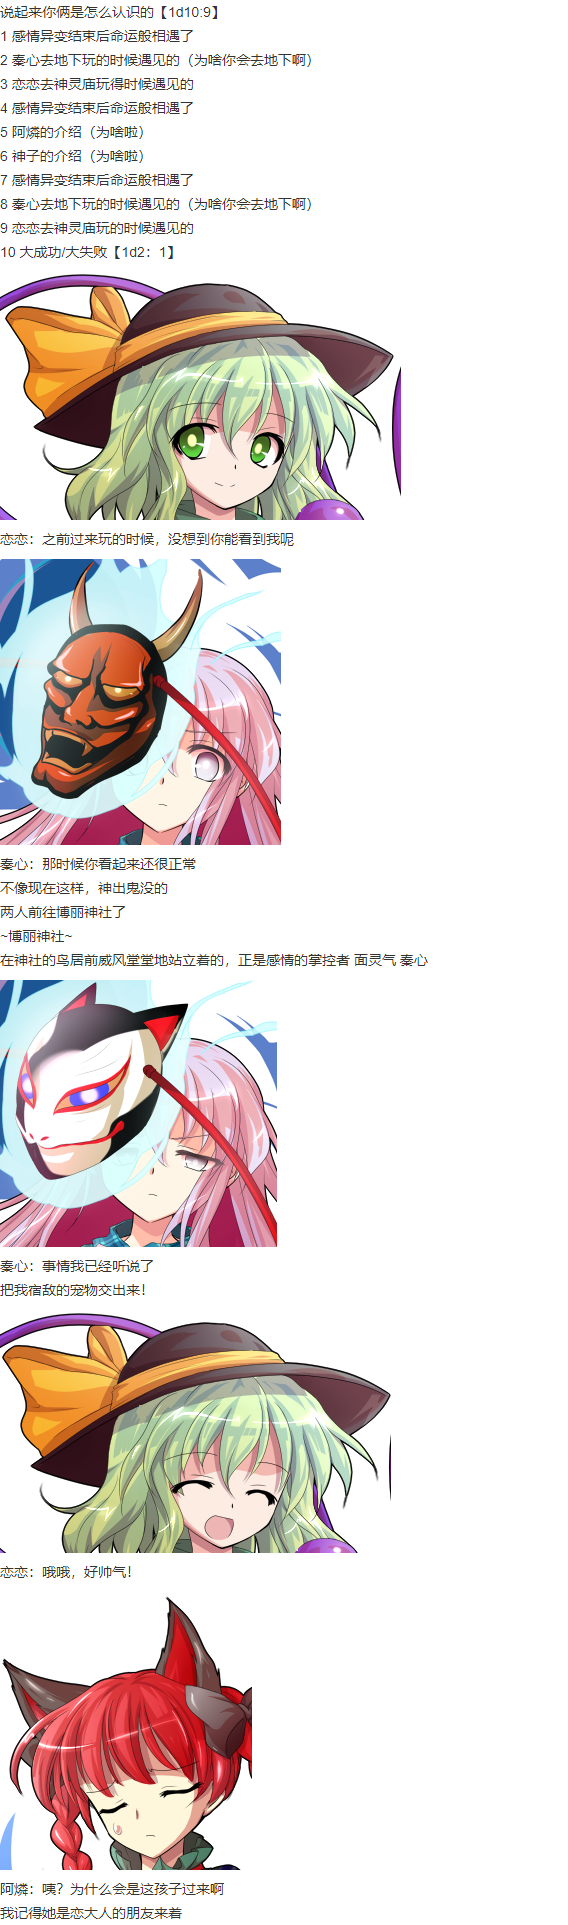 说起来你俩是怎么认识的【1d10:9】
1 感情异变结束后命运般相遇了
2 秦心去地下玩的时候遇见的（为啥你会去地下啊）
3 恋恋去神灵庙玩得时候遇见的
4 感情异变结束后命运般相遇了
5 阿燐的介绍（为啥啦）
6 神子的介绍（为啥啦）
7 感情异变结束后命运般相遇了
8 秦心去地下玩的时候遇见的（为啥你会去地下啊）
9 恋恋去神灵庙玩的时候遇见的
10 大成功/大失败【1d2：1】
恋恋：之前过来玩的时候，没想到你能看到我呢
秦心：那时候你看起来还很正常
不像现在这样，神出鬼没的
两人前往博丽神社了
~博丽神社~
在神社的鸟居前威风堂堂地站立着的，正是感情的掌控者 面灵气 秦心
秦心：事情我已经听说了
把我宿敌的宠物交出来！
恋恋：哦哦，好帅气！
阿燐：咦？为什么会是这孩子过来啊
我记得她是恋大人的朋友来着